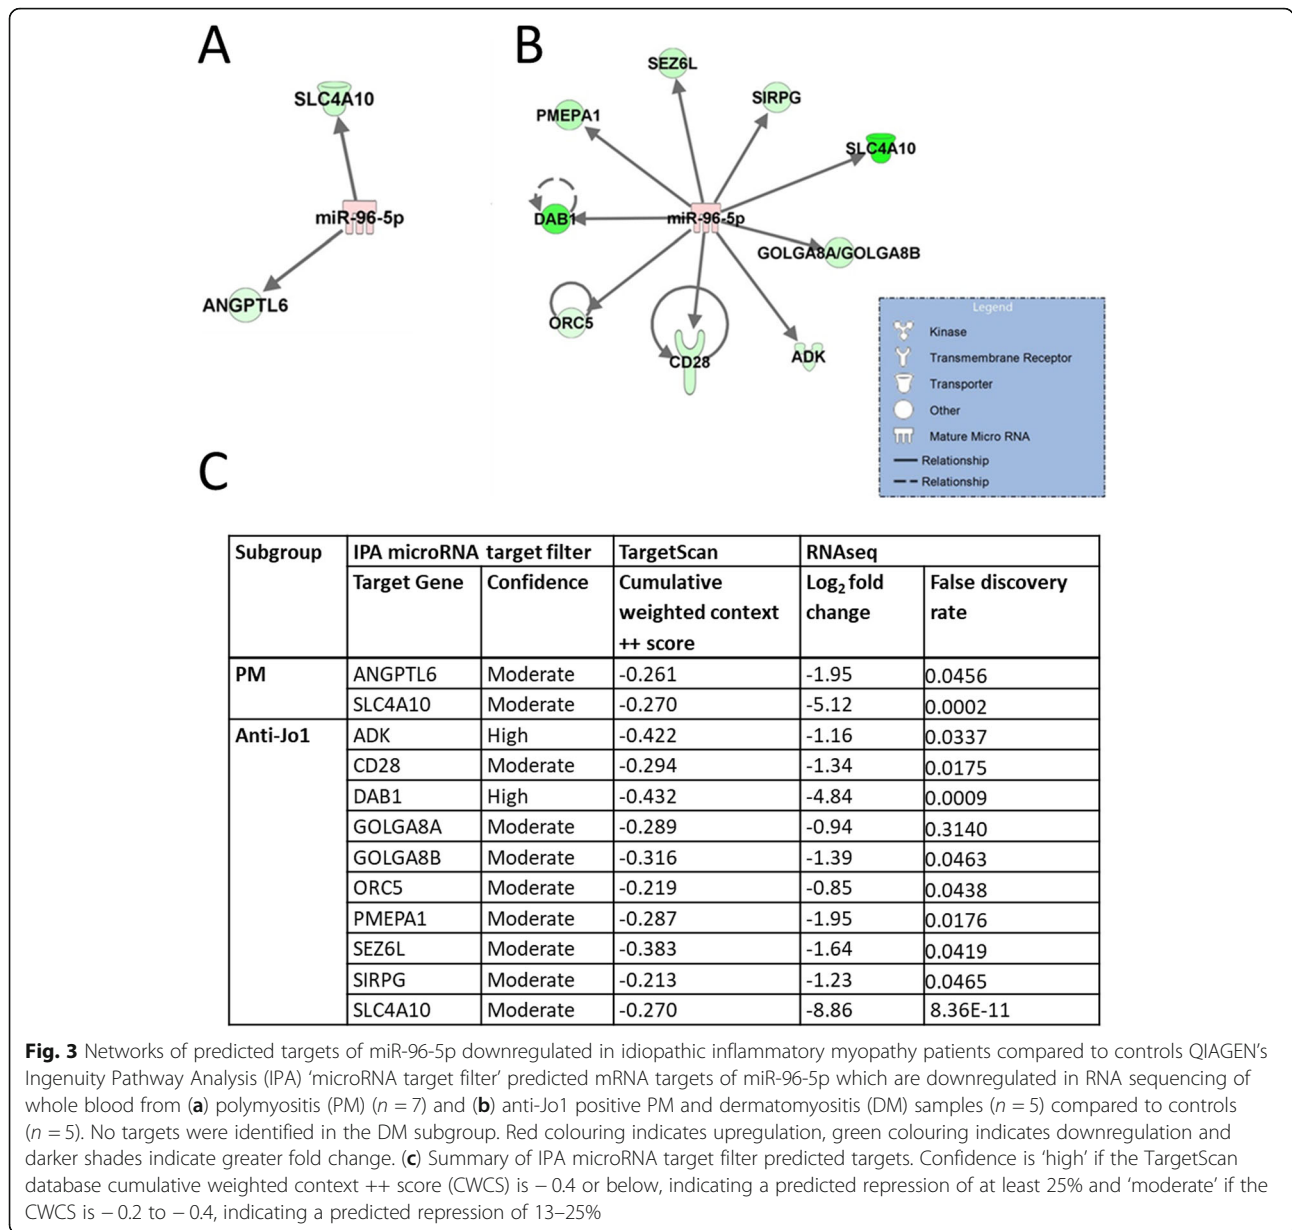 A
B
SLC4A10
miR-96-5p
ANGPTL6
SEZ6L
SIRPG
PMEPA1
SLC4A10
DAB1
miR-96-5p
GOLGA8A/GOLGA8B
ORC5
CD28
ADK
Legend
Kinase
Transmembrane Receptor
Transporter
Other
Mature Micro RNA
Relationship
Relationship
C
Subgroup IPA microRNA target filter TargetScan RNAseq
Target Gene Confidence Cumulative weighted context ++ score Log2 fold change False discovery rate
PM ANGPTL6 Moderate -0.261 -1.95 0.0456
SLC4A10 Moderate -0.270 -5.12 0.0002
Anti-Jo1 ADK High -0.422 -1.16 0.0337
CD28 Moderate -0.294 -1.34 0.0175
DAB1 High -0.432 -4.84 0.0009
GOLGA8A Moderate -0.289 -0.94 0.3140
GOLGA8B Moderate -0.316 -1.39 0.0463
ORC5 Moderate -0.219 -0.85 0.0438
PMEPA1 Moderate -0.287 -1.95 0.0176
SEZ6L Moderate -0.383 -1.64 0.0419
SIRPG Moderate -0.213 -1.23 0.0465
SLC4A10 Moderate -0.270 -8.86 8.36E-11
Fig. 3 Networks of predicted targets of miR-96-5p downregulated in idiopathic inflammatory myopathy patients compared to controls QIAGEN's
Ingenuity Pathway Analysis (IPA) 'microRNA target filter' predicted mRNA targets of miR-96-5p which are downregulated in RNA sequencing of
whole blood from (a) polymyositis (PM) (n = 7) and (b) anti-Jo1 positive PM and dermatomyositis (DM) samples (n = 5) compared to controls
(n = 5). No targets were identified in the DM subgroup. Red colouring indicates upregulation, green colouring indicates downregulation and
darker shades indicate greater fold change. (c) Summary of IPA microRNA target filter predicted targets. Confidence is 'high' if the TargetScan
database cumulative weighted context ++ score (CWCS) is − 0.4 or below, indicating a predicted repression of at least 25% and 'moderate' if the
CWCS is − 0.2 to − 0.4, indicating a predicted repression of 13–25%